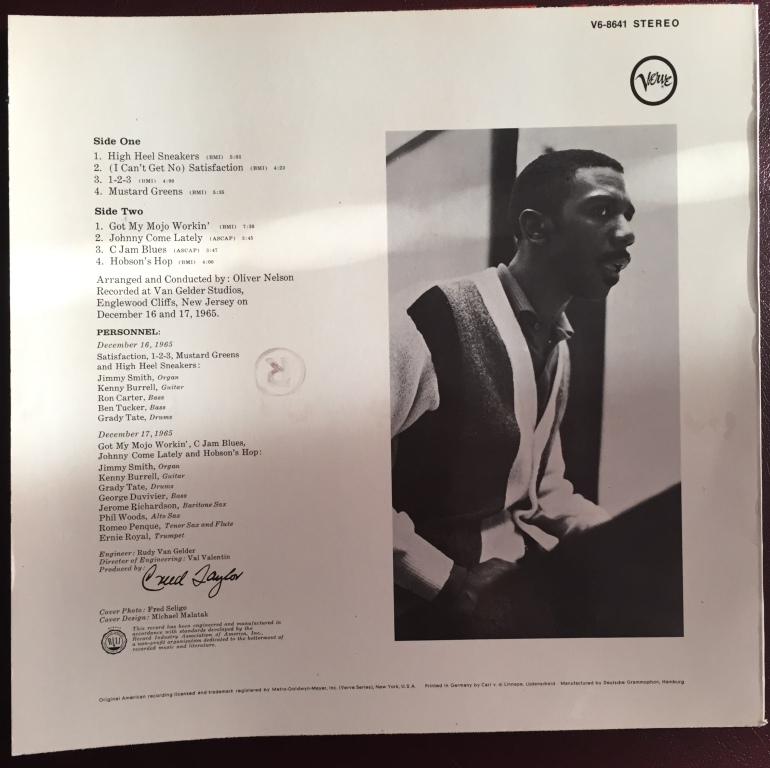 V6-8641 STEREO
Verve
Side One
1. High Heel Sneakers (BMI)
2. (I Can't Get No) Satisfaction (BMI) 4:23
3. 1-2-3 (BMI)
4. Mustard Greens (BMI)
Side Two
1. Got My Mojo Workin' (BMI)
2. Johnny Come Lately (ASCAP) 3:45
3. C Jam Blues (ASCAP) 3:47
4. Hobson's Hop (BMI) 4:00
Arranged and Conducted by: Oliver Nelson
Recorded at Van Gelder Studios,
Englewood Cliffs, New Jersey on
December 16 and 17, 1965.
PERSONNEL:
December 16, 1965
Satisfaction, 1-2-3, Mustard Greens
and High Heel Sneakers:
Jimmy Smith, Organ
Kenny Burrell, Guitar
Ron Carter, Bass
Ben Tucker, Bass
Grady Tate, Drums
December 17, 1965
Got My Mojo Workin', C Jam Blues,
Johnny Come Lately and Hobson's Hop:
Jimmy Smith, Organ
Kenny Burrell, Guitar
Grady Tate, Drums
George Duvivier, Bass
Jerome Richardson, Baritone Sax
Phil Woods, Alto Sax
Romeo Penque, Tenor Sax and Flute
Ernie Royal, Trumpet
Engineer: Rudy Van Gelder
Director of Engineering: Val Valentin
Produced by: Creed Taylor
Cover Photo: Fred Seligo
Cover Design: Michael Malatak
This record has been engineered and manufactured in
accordance with standards developed by the
Record Industry Association of America, Inc.,
a non-profit organization dedicated to the betterment of
recorded music and literature.
Original American recording licensed and trademark registered by Metro-Goldwyn-Mayer, Inc. (Verve Series), New York, U.S.A. Printed in Germany by Carl v. d. Linnepe, Lüdenscheid Manufactured by Deutsche Grammophon, Hamburg